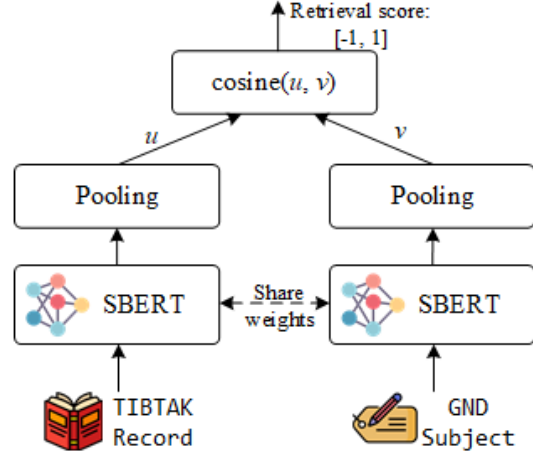 Retrieval score:
[-1, 1]
cosine(u, v)
u
v
Pooling
Pooling
SBERT
Share
weights
SBERT
TIBTAK
Record
GND
Subject